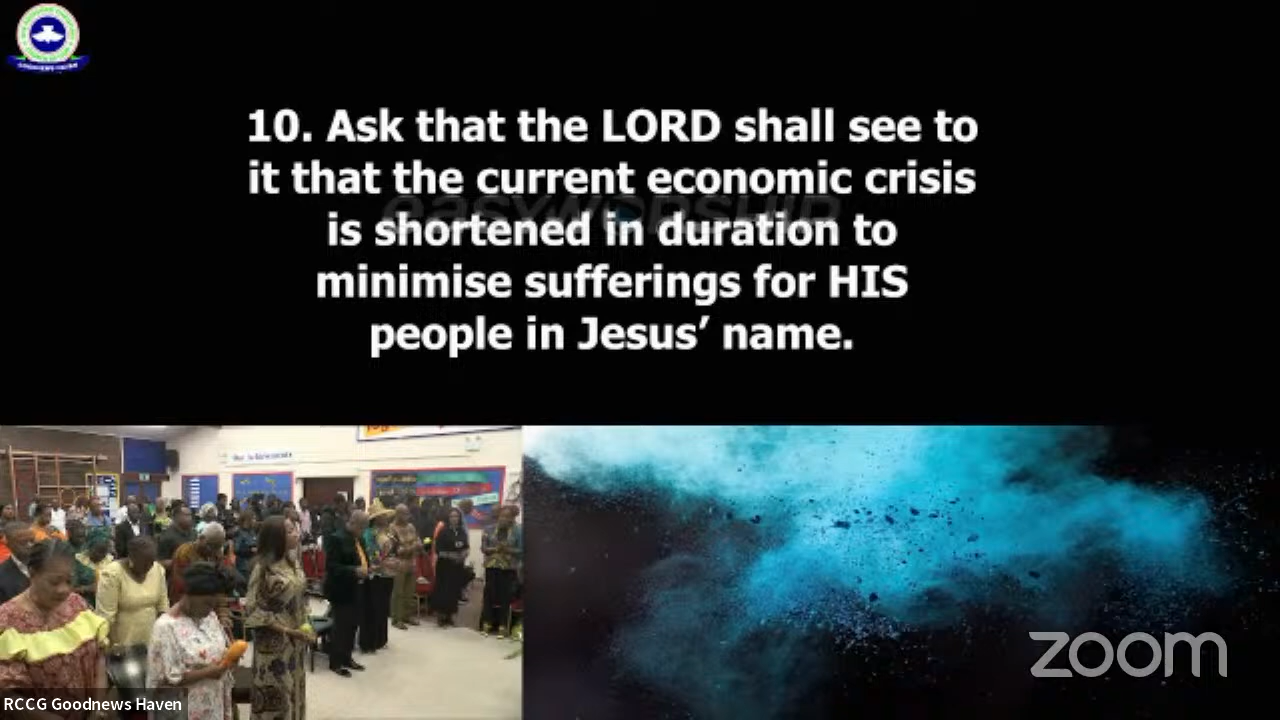 10. Ask that the LORD shall see to
it that the current economic crisis
is shortened in duration to
minimise sufferings for HIS
people in Jesus’ name.
easyworship
zoom
RCCG Goodnews Haven